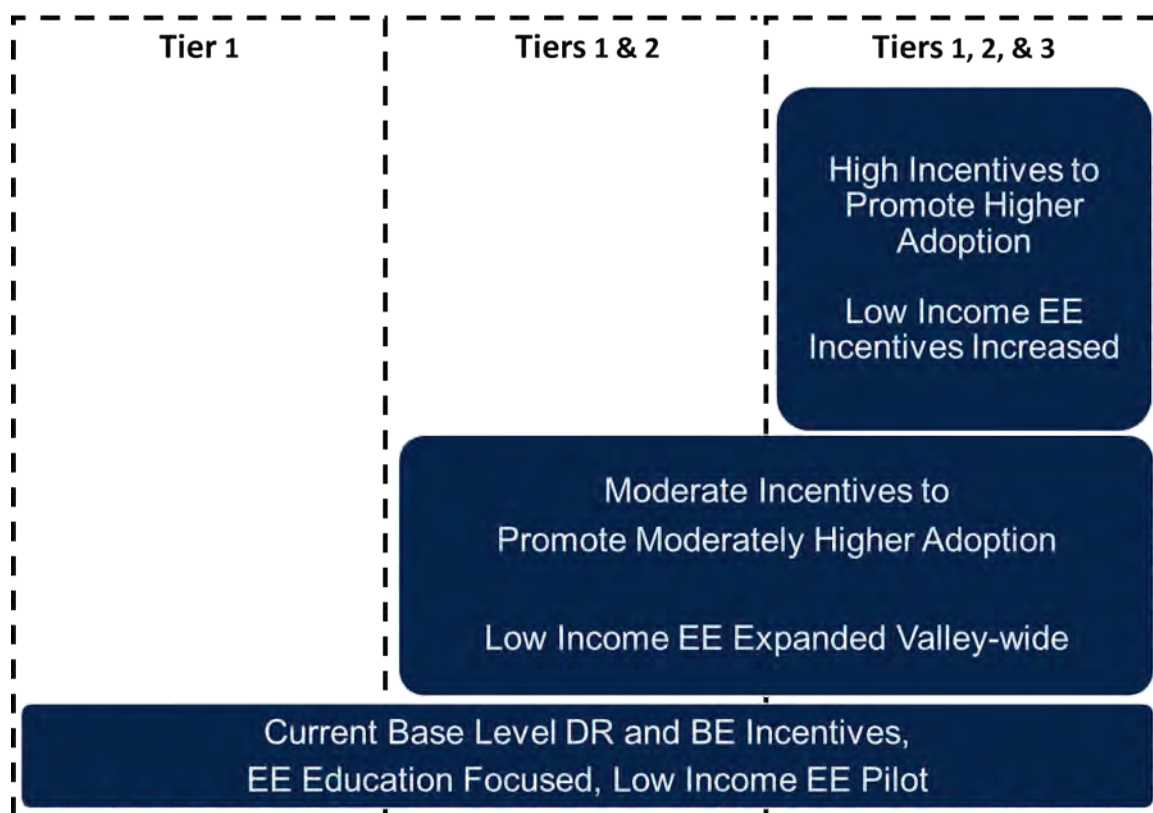 Tier 1
Tiers 1 & 2
Tiers 1, 2, & 3
High Incentives to
Promote Higher
Adoption
Low Income EE
Incentives Increased
Moderate Incentives to
Promote Moderately Higher Adoption
Low Income EE Expanded Valley-wide
Current Base Level DR and BE Incentives,
EE Education Focused, Low Income EE Pilot